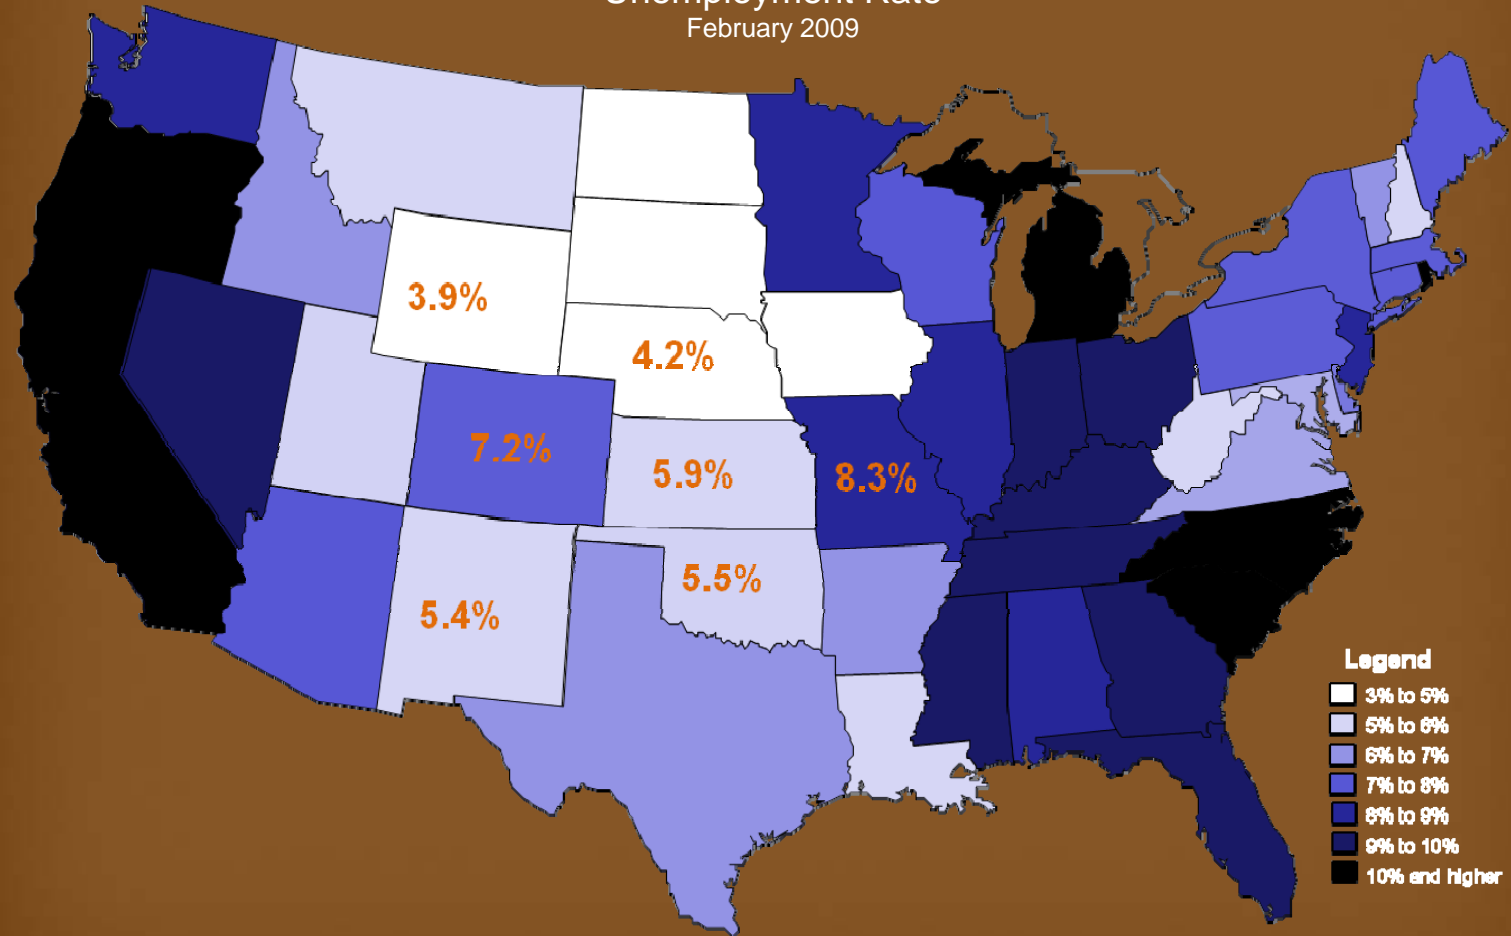 Unemployment Rate
February 2009
3.9%
4.2%
7.2%
5.9%
8.3%
5.5%
5.4%
Legend
3% to 5%
5% to 6%
6% to 7%
7% to 8%
8% to 9%
9% to 10%
10% and higher